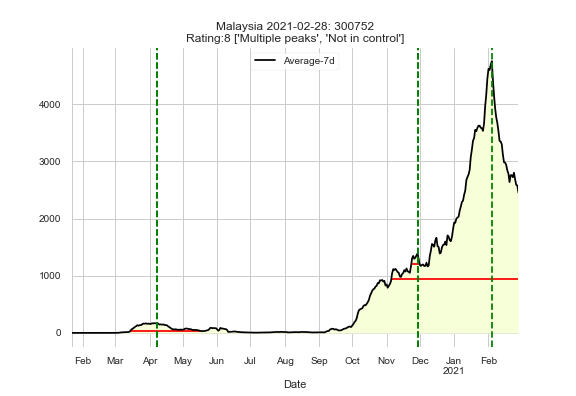 Malaysia 2021-02-28: 300752
Rating:8 ['Multiple peaks', 'Not in control']
Average-7d
4000
3000
2000
1000
0
Feb Mar Apr May Jun Jul Aug Sep Oct Nov Dec Jan Feb
2021
Date